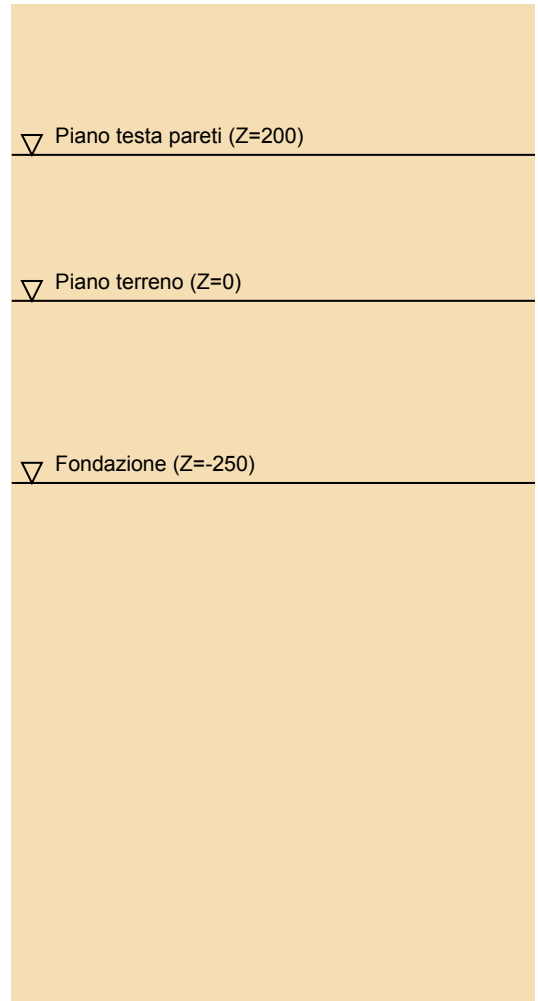 Piano testa pareti (Z=200)
Piano terreno (Z=0)
Fondazione (Z=-250)